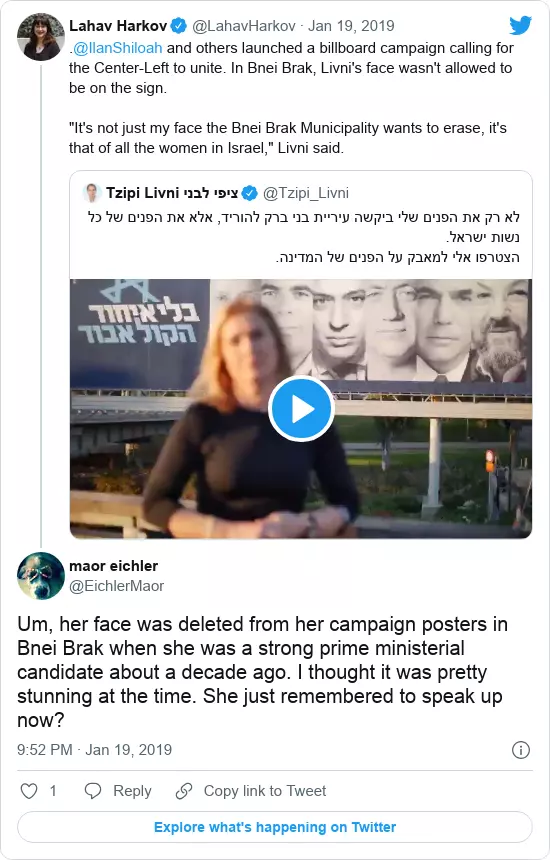 Lahav Harkov @LahavHarkov · Jan 19, 2019
.@IlanShiloah and others launched a billboard campaign calling for
the Center-Left to unite. In Bnei Brak, Livni's face wasn't allowed to
be on the sign.
"It's not just my face the Bnei Brak Municipality wants to erase, it's
that of all the women in Israel," Livni said.
Tzipi Livni ציפי לבני @Tzipi_Livni
לא רק את הפנים שלי ביקשה עיריית בני ברק להוריד, אלא את הפנים של כל
נשות ישראל.
הצטרפו אלי למאבק על הפנים של המדינה.
בלי איחוד
הקול אבוד
maor eichler
@EichlerMaor
Um, her face was deleted from her campaign posters in
Bnei Brak when she was a strong prime ministerial
candidate about a decade ago. I thought it was pretty
stunning at the time. She just remembered to speak up
now?
9:52 PM · Jan 19, 2019
1 Reply Copy link to Tweet
Explore what's happening on Twitter